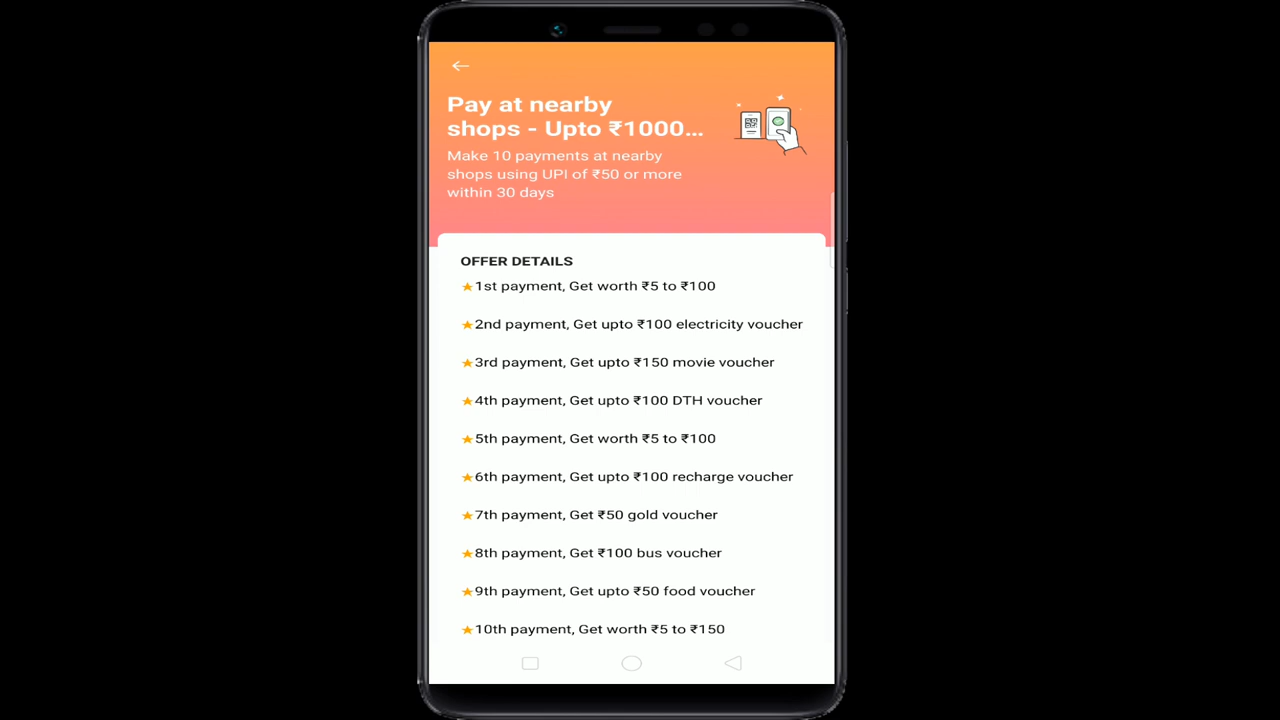 Pay at nearby
shops - Upto ₹1000...
Make 10 payments at nearby
shops using UPI of ₹50 or more
within 30 days
OFFER DETAILS
★1st payment, Get worth ₹5 to ₹100
★2nd payment, Get upto ₹100 electricity voucher
★3rd payment, Get upto ₹150 movie voucher
★4th payment, Get upto ₹100 DTH voucher
★5th payment, Get worth ₹5 to ₹100
★6th payment, Get upto ₹100 recharge voucher
★7th payment, Get ₹50 gold voucher
★8th payment, Get ₹100 bus voucher
★9th payment, Get upto ₹50 food voucher
★10th payment, Get worth ₹5 to ₹150